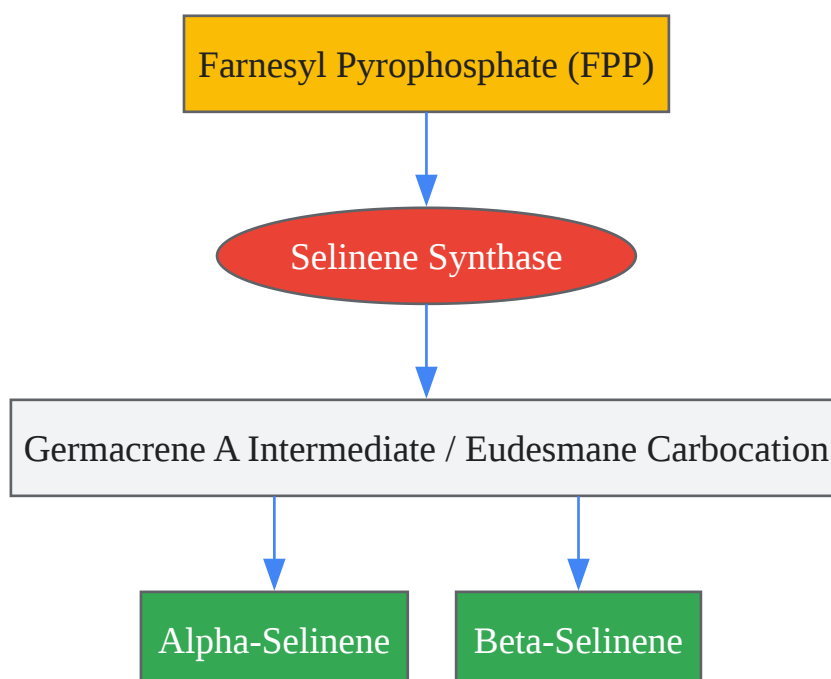 Farnesyl Pyrophosphate (FPP)
Selinene Synthase
Germacrene A Intermediate / Eudesmane Carbocation
Alpha-Selinene
Beta-Selinene